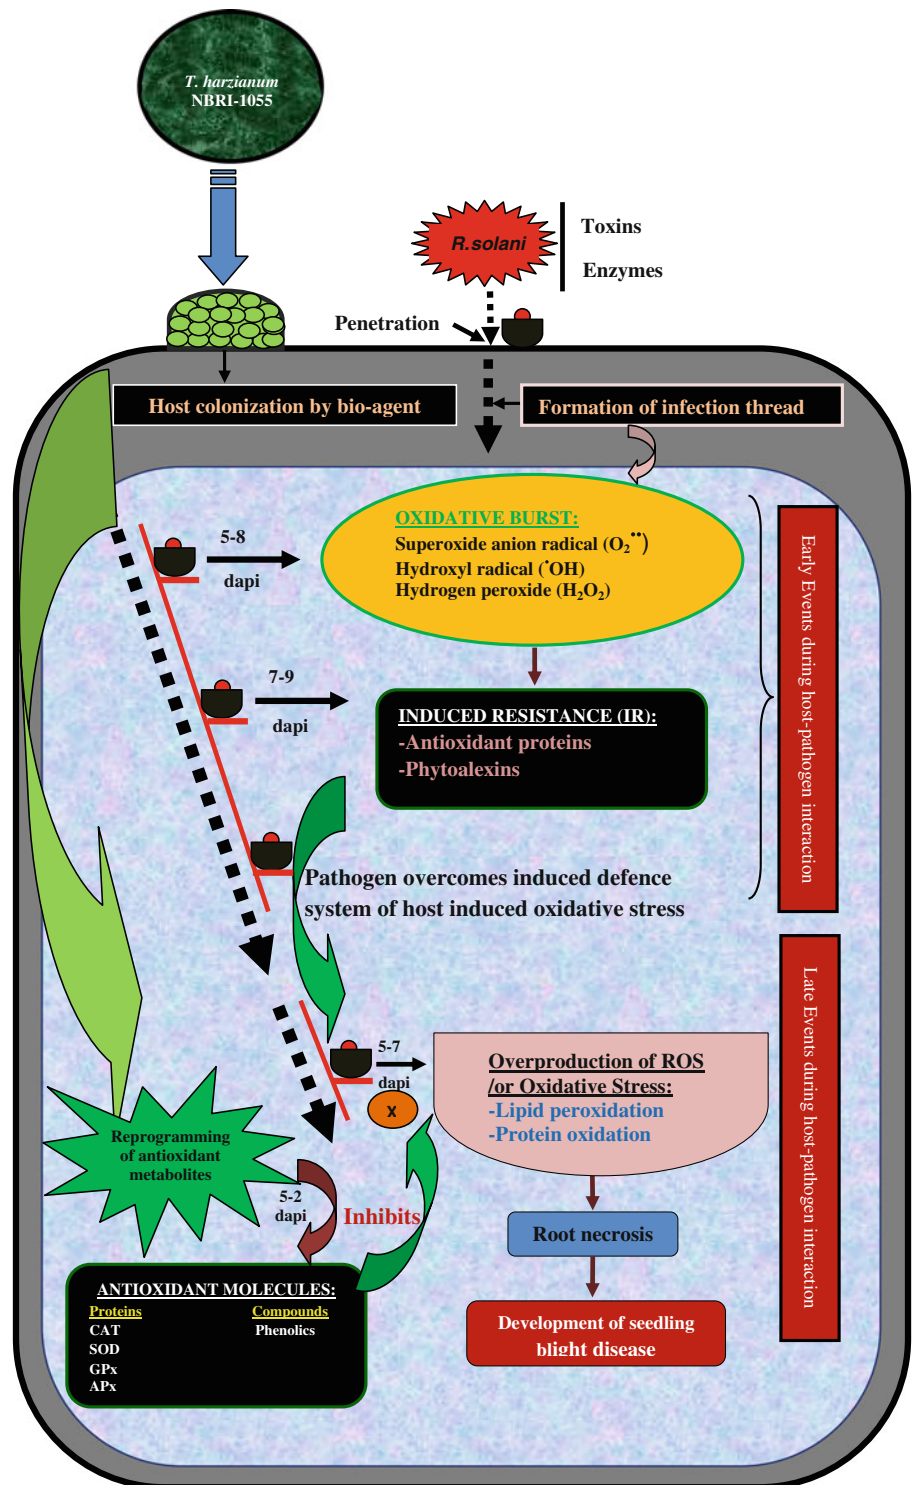 T. harzianum
NBRI-1055
R.solani
Toxins
Enzymes
Penetration
Host colonization by bio-agent
Formation of infection thread
OXIDATIVE BURST:
Superoxide anion radical (O₂••)
Hydroxyl radical (•OH)
Hydrogen peroxide (H₂O₂)
5-8
dapi
7-9
dapi
INDUCED RESISTANCE (IR):
-Antioxidant proteins
-Phytoalexins
Early Events during host-pathogen interaction
Pathogen overcomes induced defence
system of host induced oxidative stress
5-7
dapi
x
Overproduction of ROS
/or Oxidative Stress:
-Lipid peroxidation
-Protein oxidation
Late Events during host-pathogen interaction
Reprogramming
of antioxidant
metabolites
5-2
dapi
Inhibits
Root necrosis
ANTIOXIDANT MOLECULES:
Proteins Compounds
CAT Phenolics
SOD
GPx
APx
Development of seedling
blight disease